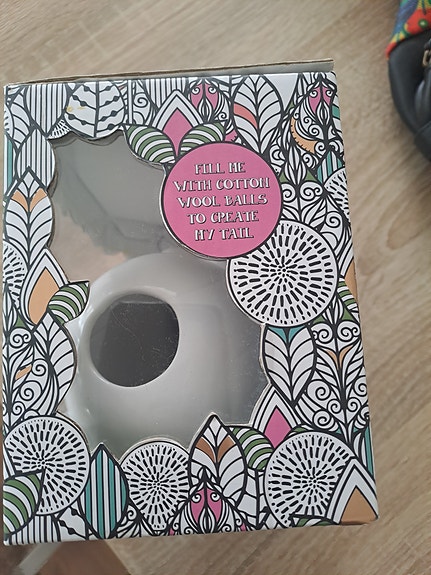 FILL ME
WITH COTTON
WOOL BALLS
TO CREATE
MY TAIL